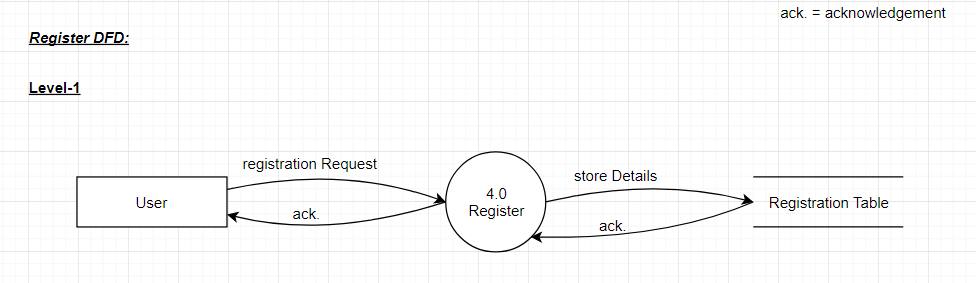 ack. = acknowledgement
Register DFD:
Level-1
registration Request
store Details
User
4.0
Register
Registration Table
ack.
ack.